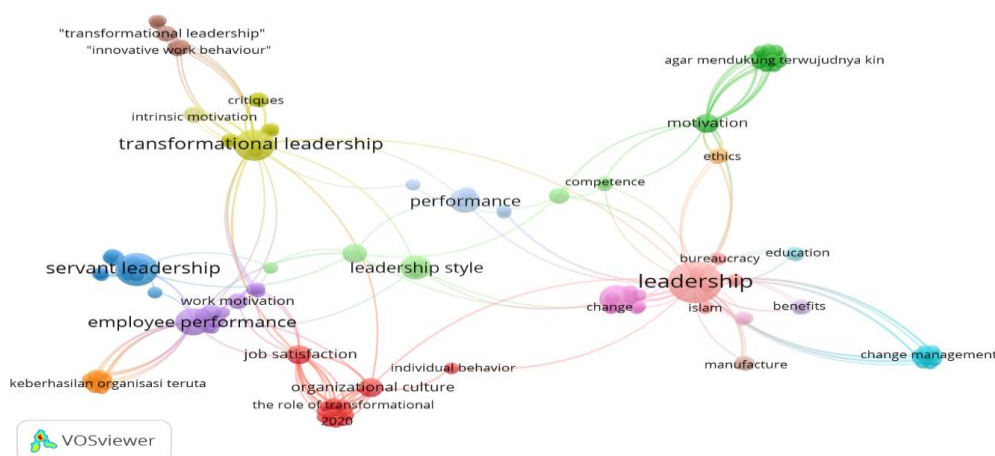 "transformational leadership"
"innovative work behaviour"
agar mendukung terwujudnya kin
critiques
intrinsic motivation
motivation
transformational leadership
ethics
competence
performance
bureaucracy
education
servant leadership
leadership style
leadership
work motivation
change
islam
benefits
employee performance
job satisfaction
individual behavior
manufacture
change management
keberhasilan organisasi teruta
organizational culture
the role of transformational
2020
VOSviewer